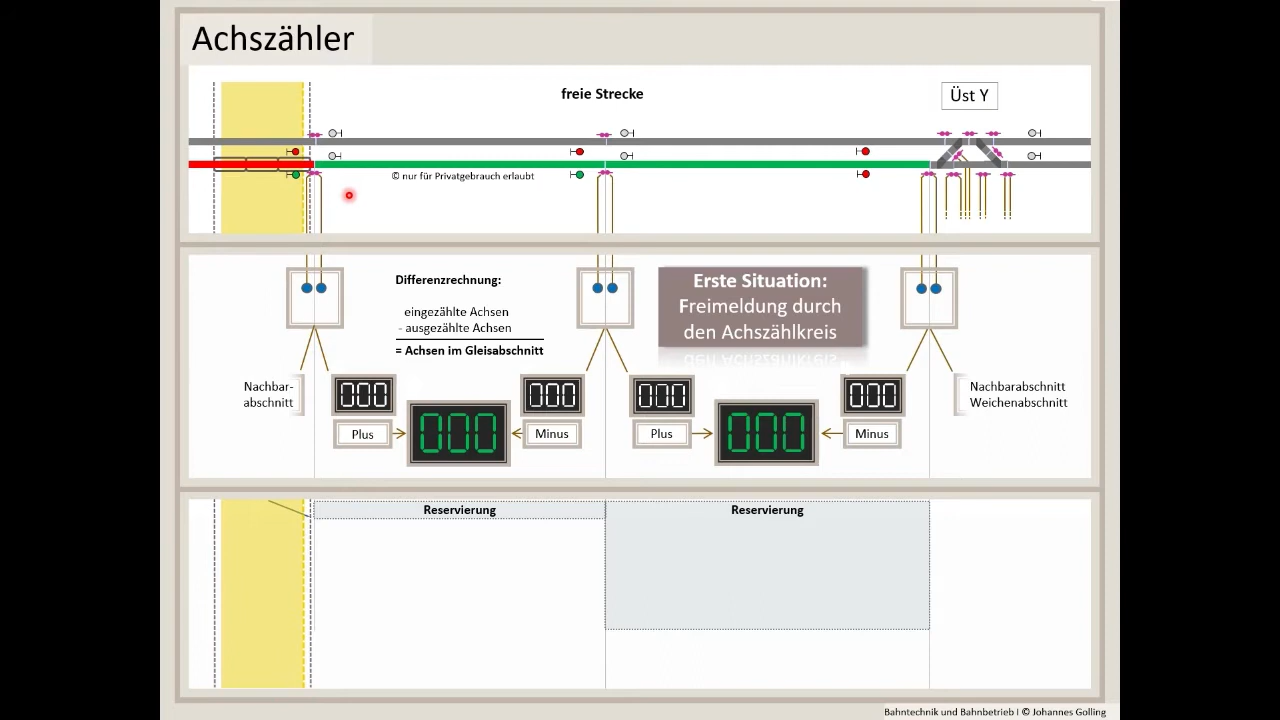 Achszähler
freie Strecke
Üst Y
© nur für Privatgebrauch erlaubt
Differenzrechnung:
eingezählte Achsen
- ausgezählte Achsen
= Achsen im Gleisabschnitt
Erste Situation:
Freimeldung durch
den Achszählkreis
Nachbar-
abschnitt
000
000
000
000
000
000
Nachbarabschnitt
Weichenabschnitt
Plus
Minus
Plus
Minus
Reservierung
Reservierung
Bahntechnik und Bahnbetrieb I © Johannes Golling